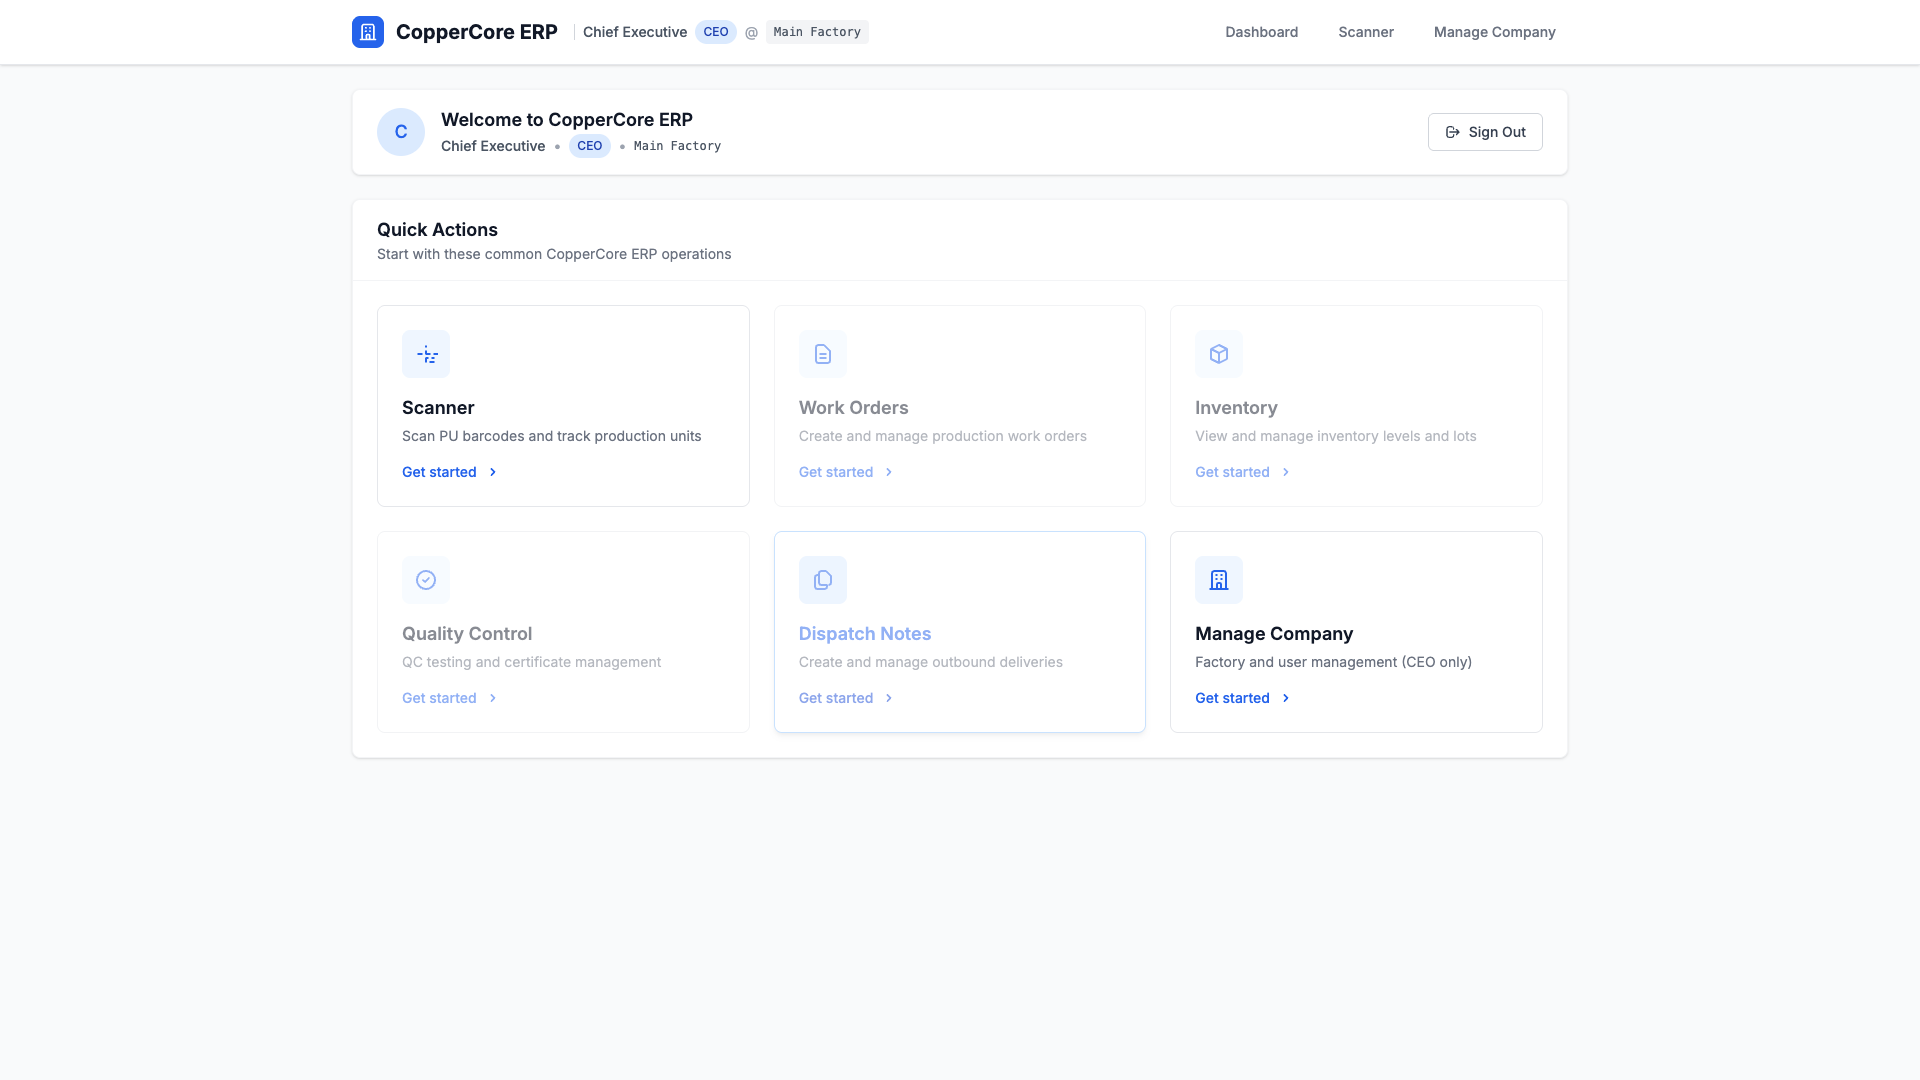 CopperCore ERP Chief Executive CEO @ Main Factory Dashboard Scanner Manage Company
C
Welcome to CopperCore ERP
Chief Executive • CEO • Main Factory
Sign Out
Quick Actions
Start with these common CopperCore ERP operations
Scanner
Scan PU barcodes and track production units
Get started
Work Orders
Create and manage production work orders
Get started
Inventory
View and manage inventory levels and lots
Get started
Quality Control
QC testing and certificate management
Get started
Dispatch Notes
Create and manage outbound deliveries
Get started
Manage Company
Factory and user management (CEO only)
Get started